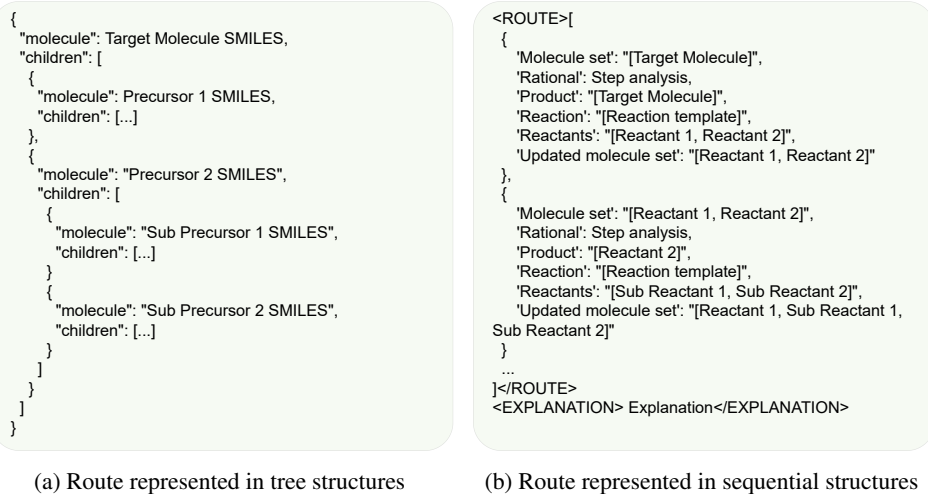 {
"molecule": Target Molecule SMILES,
"children": [
{
"molecule": Precursor 1 SMILES,
"children": [...]
},
{
"molecule": "Precursor 2 SMILES",
"children": [
{
"molecule": "Sub Precursor 1 SMILES",
"children": [...]
}
{
"molecule": "Sub Precursor 2 SMILES",
"children": [...]
}
]
}
]
}
(a) Route represented in tree structures
<ROUTE>[
{
'Molecule set': "[Target Molecule]",
'Rational': Step analysis,
'Product': "[Target Molecule]",
'Reaction': "[Reaction template]",
'Reactants': "[Reactant 1, Reactant 2]",
'Updated molecule set': "[Reactant 1, Reactant 2]"
},
{
'Molecule set': "[Reactant 1, Reactant 2]",
'Rational': Step analysis,
'Product': "[Reactant 2]",
'Reaction': "[Reaction template]",
'Reactants': "[Sub Reactant 1, Sub Reactant 2]",
'Updated molecule set': "[Reactant 1, Sub Reactant 1,
Sub Reactant 2]"
}
...
]</ROUTE>
<EXPLANATION> Explanation</EXPLANATION>
(b) Route represented in sequential structures